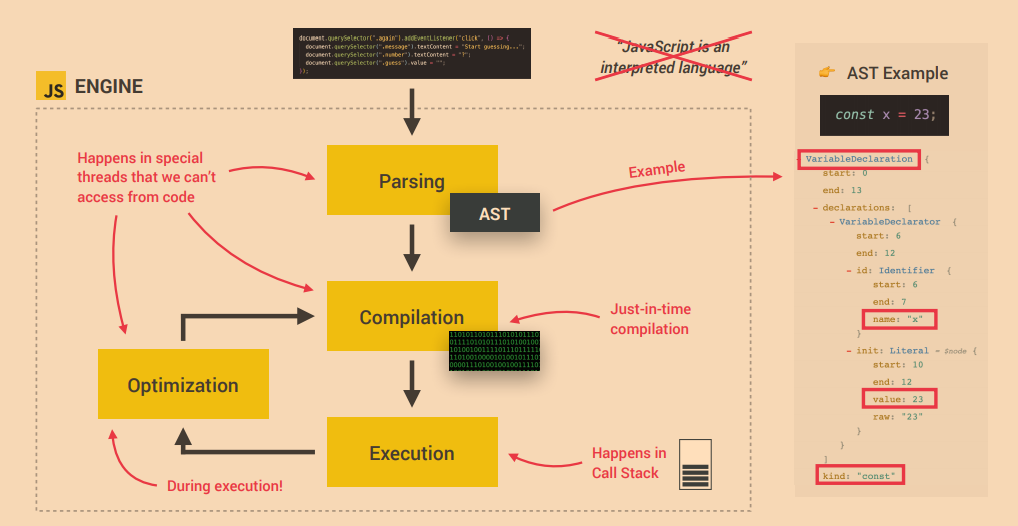 document.querySelector(".again").addEventListener("click", () => {
document.querySelector(".message").textContent = "Start guessing...";
document.querySelector(".number").textContent = "?";
document.querySelector(".guess").value = "";
});
"JavaScript is an
interpreted language"
JS ENGINE
Happens in special
threads that we can't
access from code
Parsing
AST
Example
Compilation
Just-in-time
compilation
Optimization
Execution
Happens in
Call Stack
During execution!
👉 AST Example
const x = 23;
- VariableDeclaration {
start: 0
end: 13
- declarations: [
- VariableDeclarator {
start: 6
end: 12
- id: Identifier {
start: 6
end: 7
name: "x"
}
- init: Literal - $node {
start: 10
end: 12
value: 23
raw: "23"
}
}
]
kind: "const"